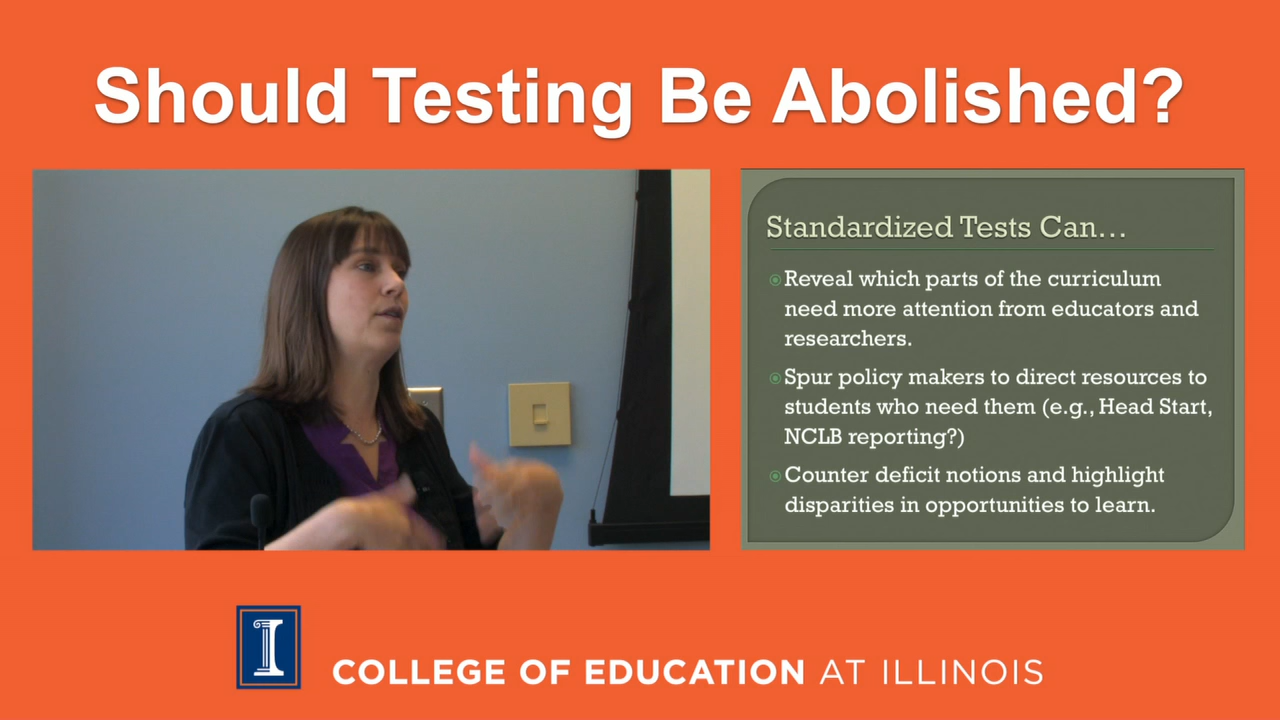 Should Testing Be Abolished?
Standardized Tests Can...
Reveal which parts of the curriculum
need more attention from educators and
researchers.
Spur policy makers to direct resources to
students who need them (e.g., Head Start,
NCLB reporting?)
Counter deficit notions and highlight
disparities in opportunities to learn.
I
COLLEGE OF EDUCATION AT ILLINOIS